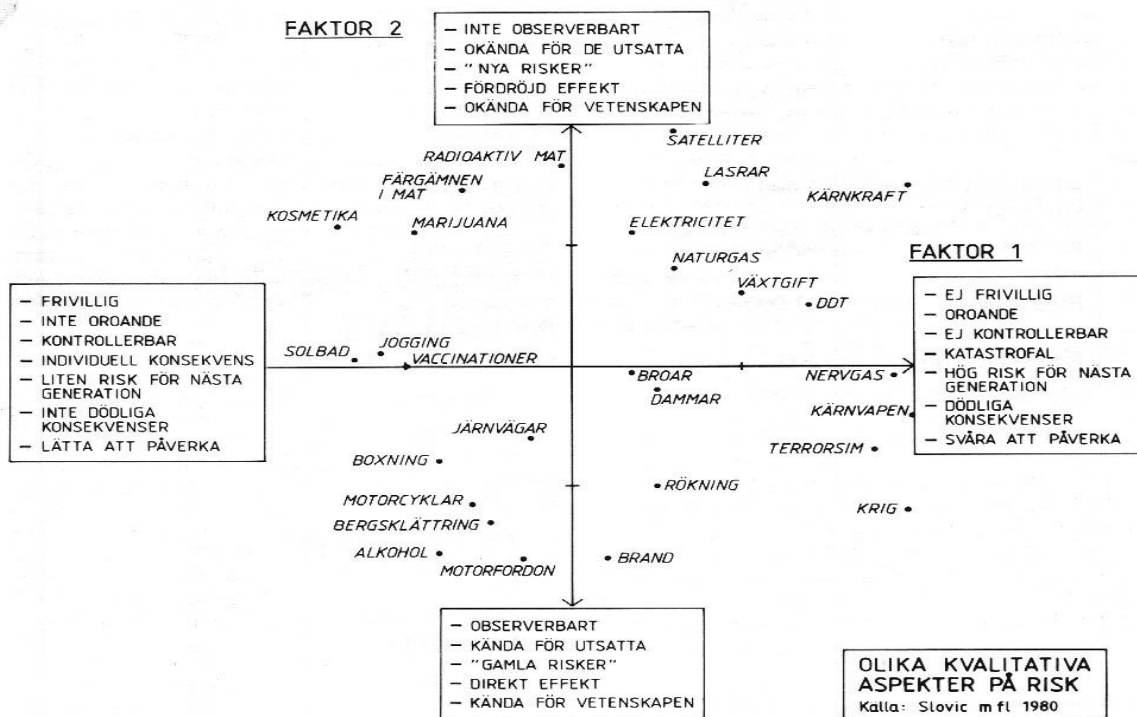 FAKTOR 2
– INTE OBSERVERBART
– OKÄNDA FÖR DE UTSATTA
– "NYA RISKER"
– FÖRDRÖJD EFFEKT
– OKÄNDA FÖR VETENSKAPEN
SATELLITER
RADIOAKTIV MAT
LASRAR
FÄRGÄMNEN
I MAT
KÄRNKRAFT
KOSMETIKA
MARIJUANA
ELEKTRICITET
FAKTOR 1
NATURGAS
VÄXTGIFT
DDT
– FRIVILLIG
– INTE OROANDE
– KONTROLLERBAR
– INDIVIDUELL KONSEKVENS
– LITEN RISK FÖR NÄSTA
GENERATION
– INTE DÖDLIGA
KONSEKVENSER
– LÄTTA ATT PÅVERKA
– EJ FRIVILLIG
– OROANDE
– EJ KONTROLLERBAR
– KATASTROFAL
– HÖG RISK FÖR NÄSTA
GENERATION
– DÖDLIGA
KONSEKVENSER
– SVÅRA ATT PÅVERKA
SOLBAD
JOGGING
VACCINATIONER
BROAR
NERVGAS
DAMMAR
KÄRNVAPEN
JÄRNVÄGAR
TERRORSIM
BOXNING
RÖKNING
MOTORCYKLAR
KRIG
BERGSKLÄTTRING
ALKOHOL
MOTORFORDON
BRAND
– OBSERVERBART
– KÄNDA FÖR UTSATTA
– "GAMLA RISKER"
– DIREKT EFFEKT
– KÄNDA FÖR VETENSKAPEN
OLIKA KVALITATIVA
ASPEKTER PÅ RISK
Källa: Slovic m fl 1980